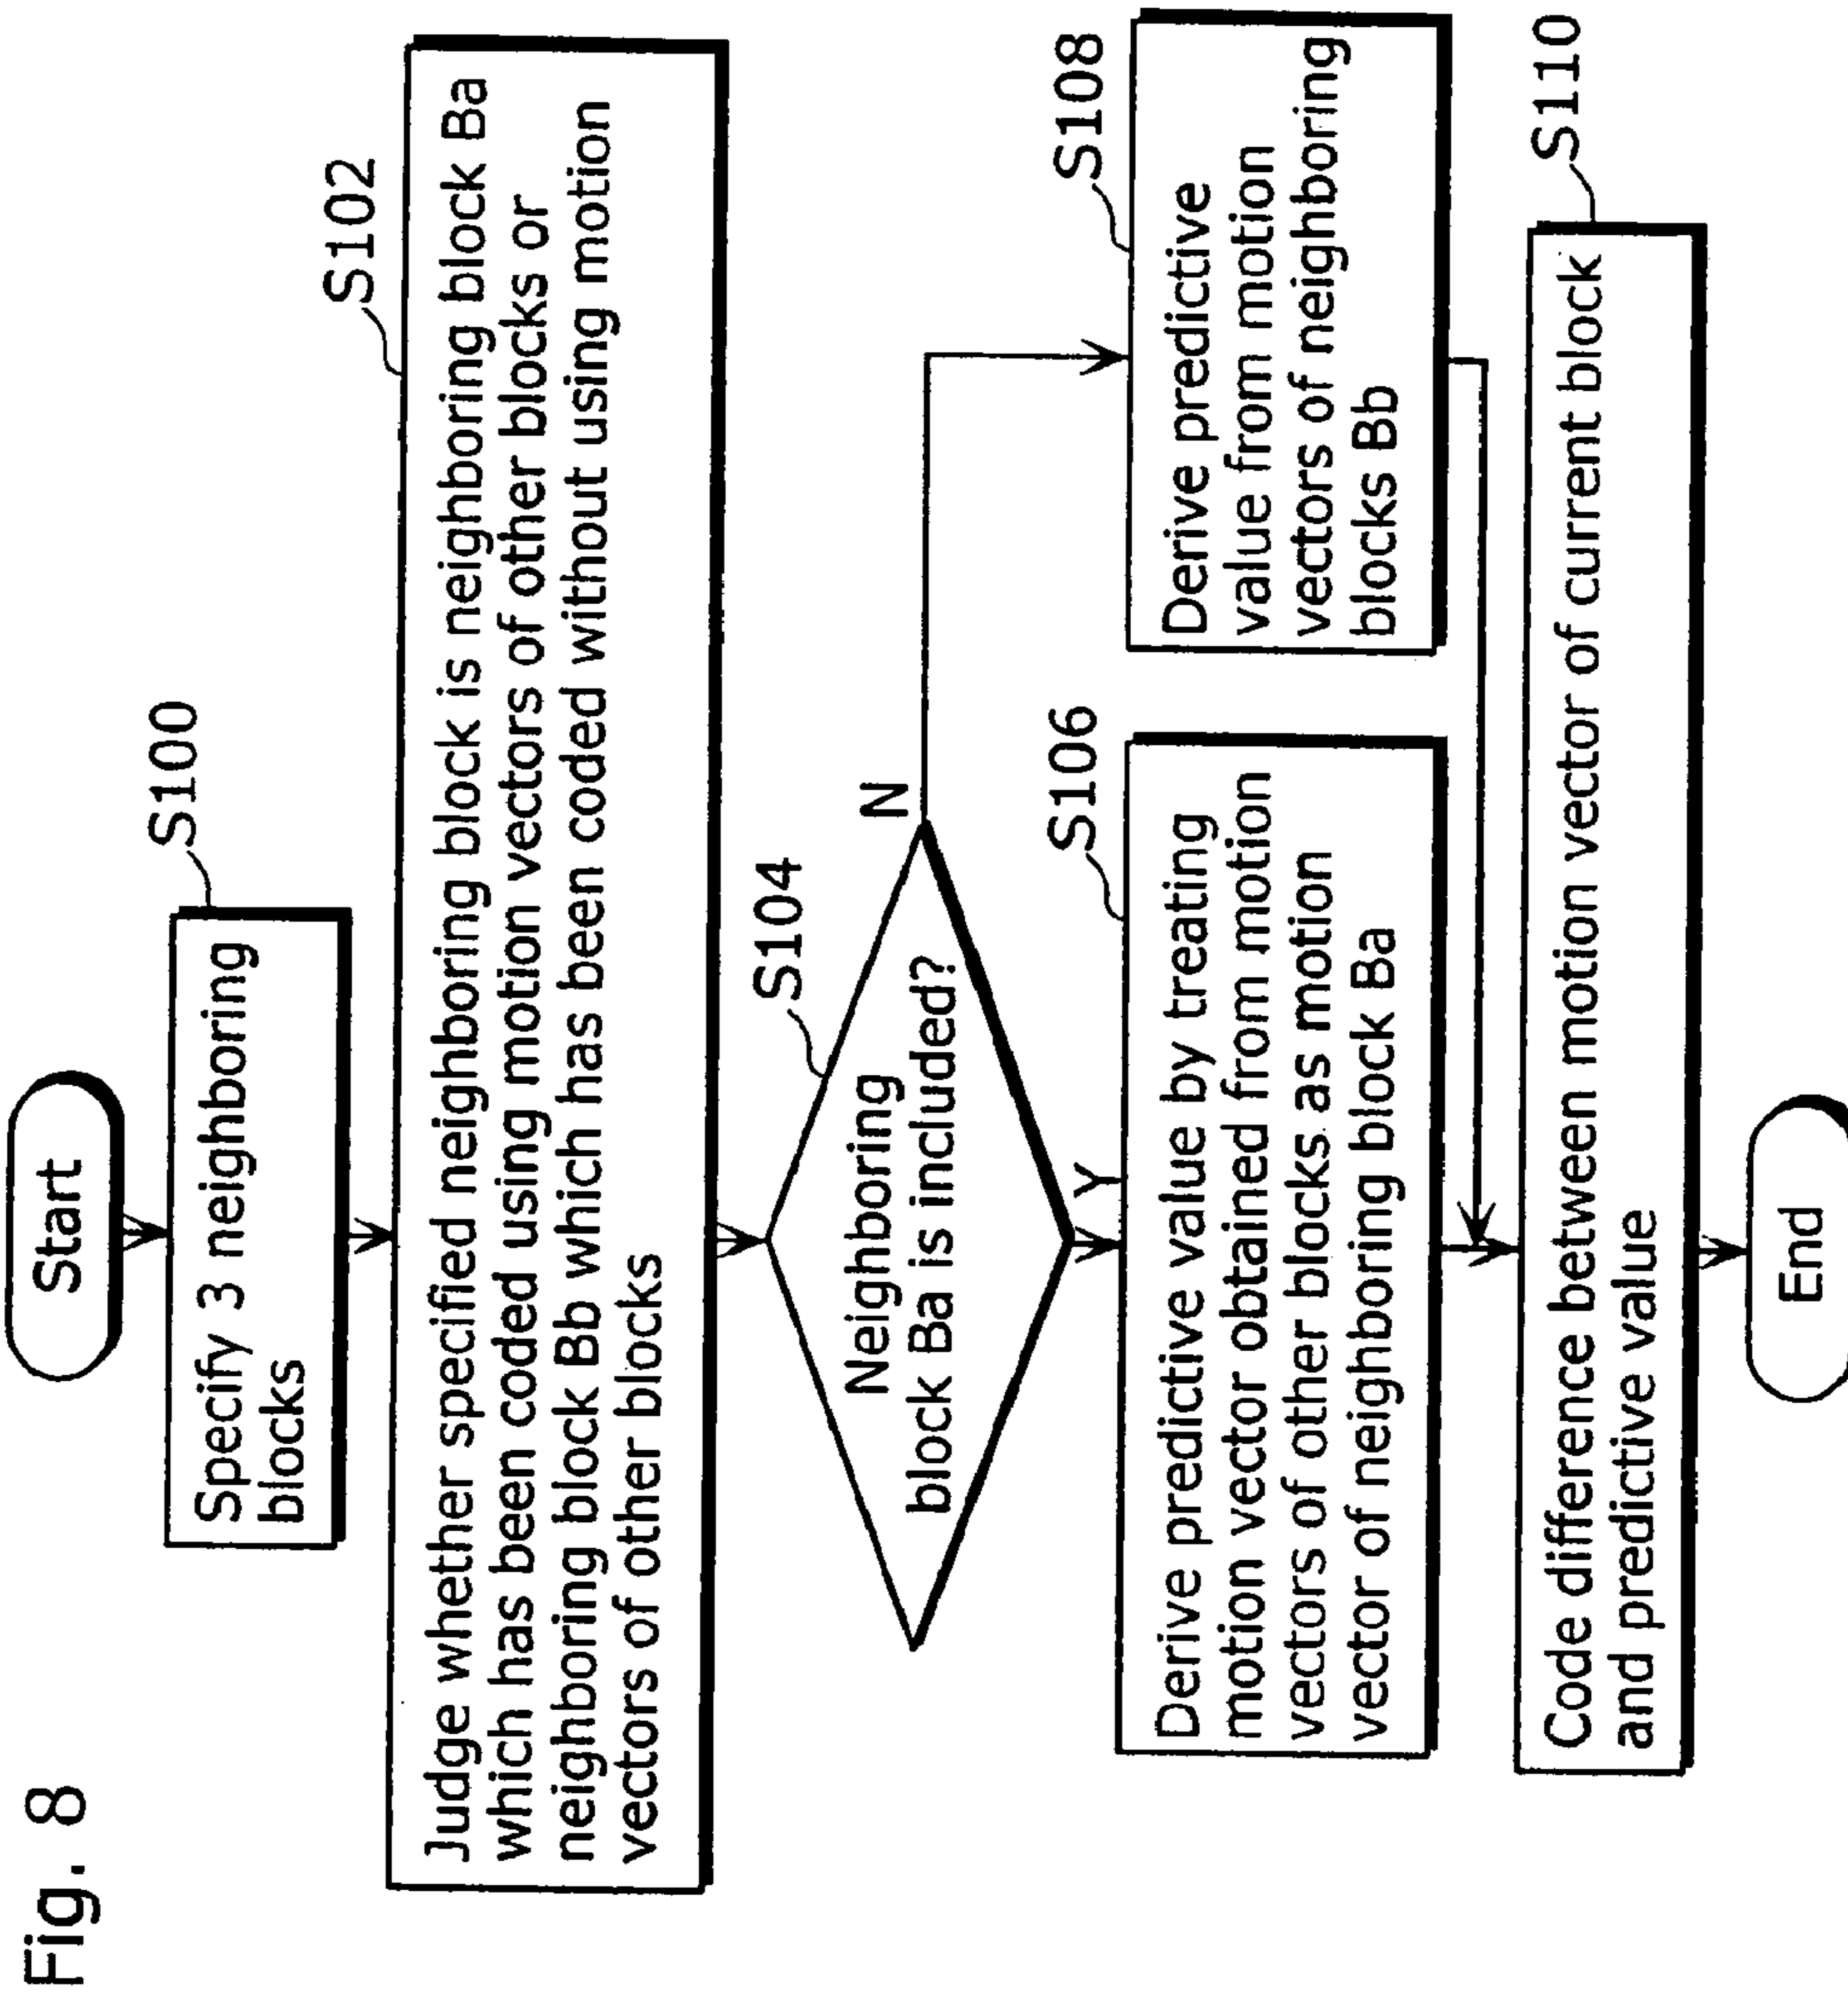 Fig. 8
Start
S100
Specify 3 neighboring
blocks
S102
Judge whether specified neighboring block is neighboring block Ba
which has been coded using motion vectors of other blocks or
neighboring block Bb which has been coded without using motion
vectors of other blocks
S104
Neighboring
block Ba is included?
N
Y
S106
Derive predictive value by treating
motion vector obtained from motion
vectors of other blocks as motion
vector of neighboring block Ba
S108
Derive predictive
value from motion
vectors of neighboring
blocks Bb
S110
Code difference between motion vector of current block
and predictive value
End